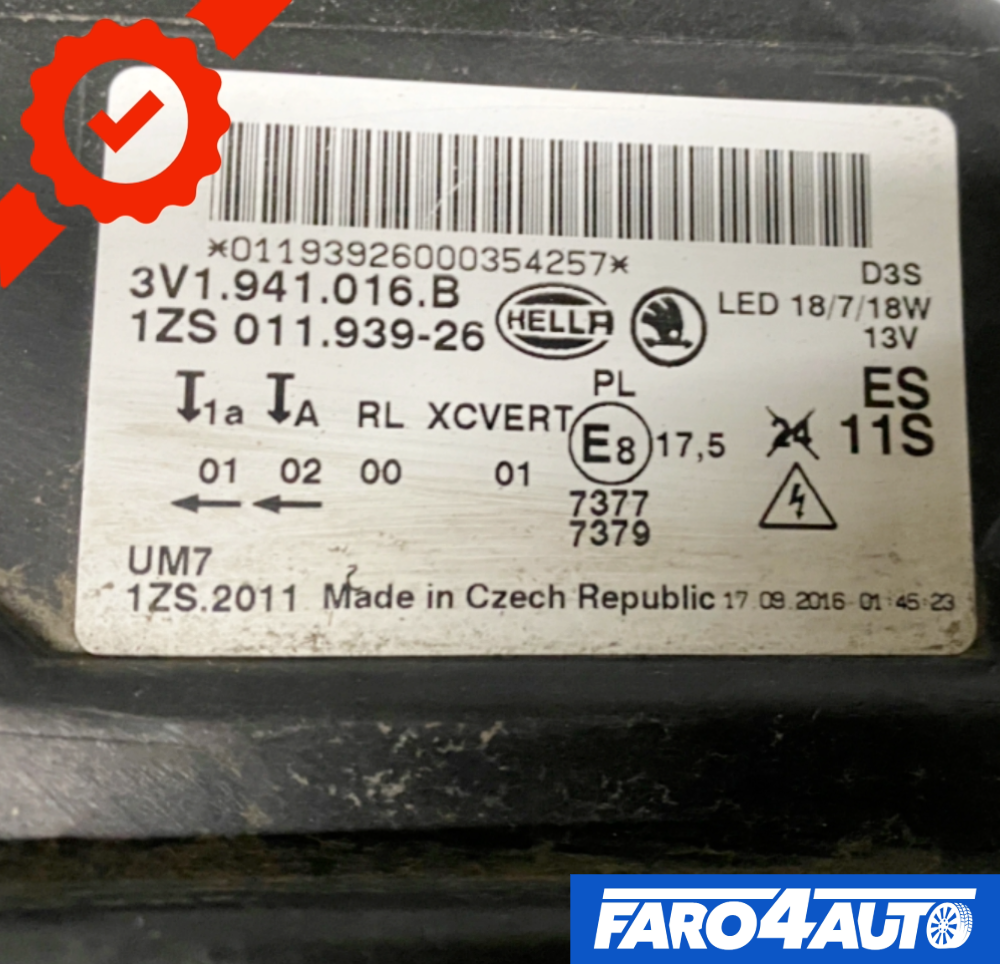 *011939926000354257*
3V1.941.016.B
1ZS 011.939-26
HELLA
D3S
LED 18/7/18W
13V
1a A RL XCVERT
PL
E8
17,5
24
ES
11S
01 02 00 01
7377
7379
UM7
1ZS.2011 Made in Czech Republic 17.09.2016 01:45:23
FARO4AUTO